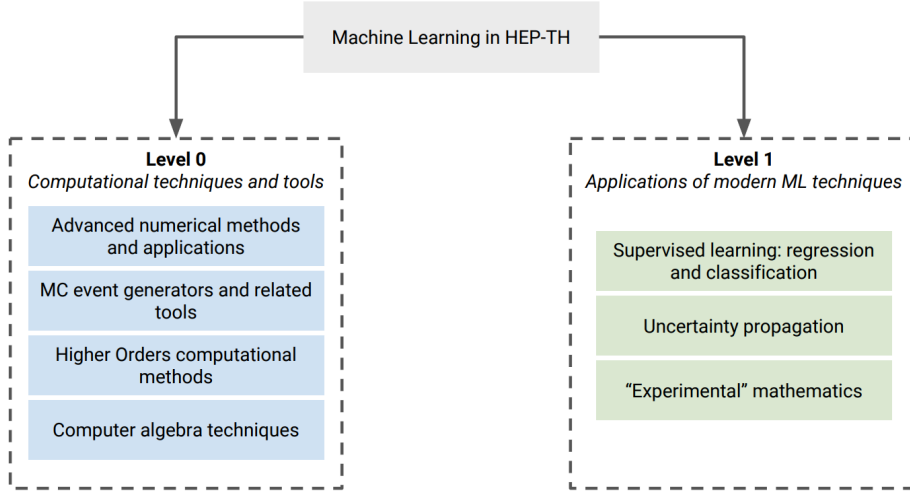 Machine Learning in HEP-TH
Level 0
Computational techniques and tools
Advanced numerical methods
and applications
MC event generators and related
tools
Higher Orders computational
methods
Computer algebra techniques
Level 1
Applications of modern ML techniques
Supervised learning: regression
and classification
Uncertainty propagation
“Experimental” mathematics